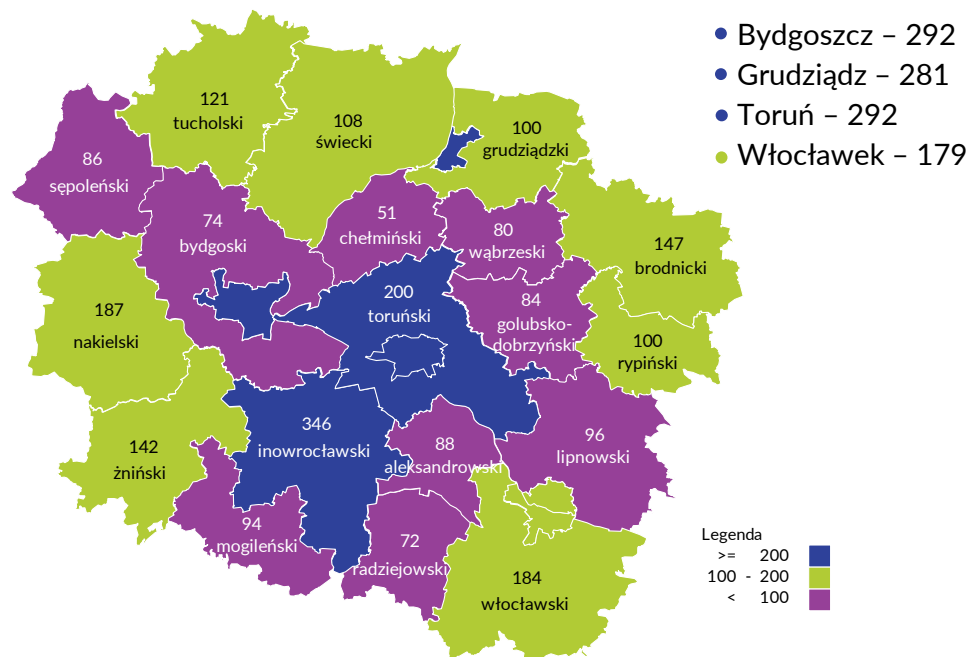 • Bydgoszcz – 292
• Grudziądz – 281
• Toruń – 292
• Włocławek – 179
121
tucholski
108
świecki
100
grudziądzki
86
sępoleński
74
bydgoski
51
chełmiński
80
wąbrzeski
147
brodnicki
187
nakielski
200
toruński
84
golubsko-
dobrzyński
100
rypiński
142
żniński
346
inowrocławski
88
aleksandrowski
96
lipnowski
94
mogileński
72
radziejowski
184
włocławski
Legenda
>= 200
100 - 200
< 100